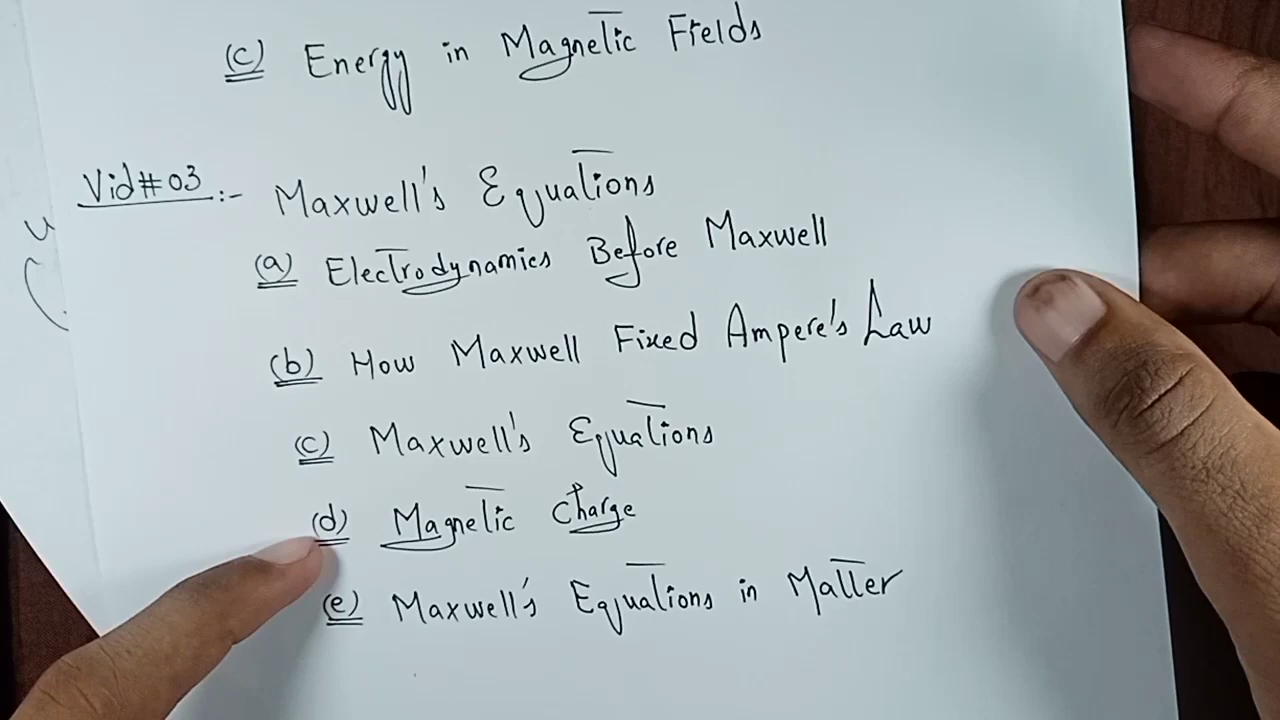 (c) Energy in Magnetic Fields
Vid#03:- Maxwell's Equations
(a) Electrodynamics Before Maxwell
(b) How Maxwell Fixed Ampere's Law
(c) Maxwell's Equations
(d) Magnetic Charge
(e) Maxwell's Equations in Matter